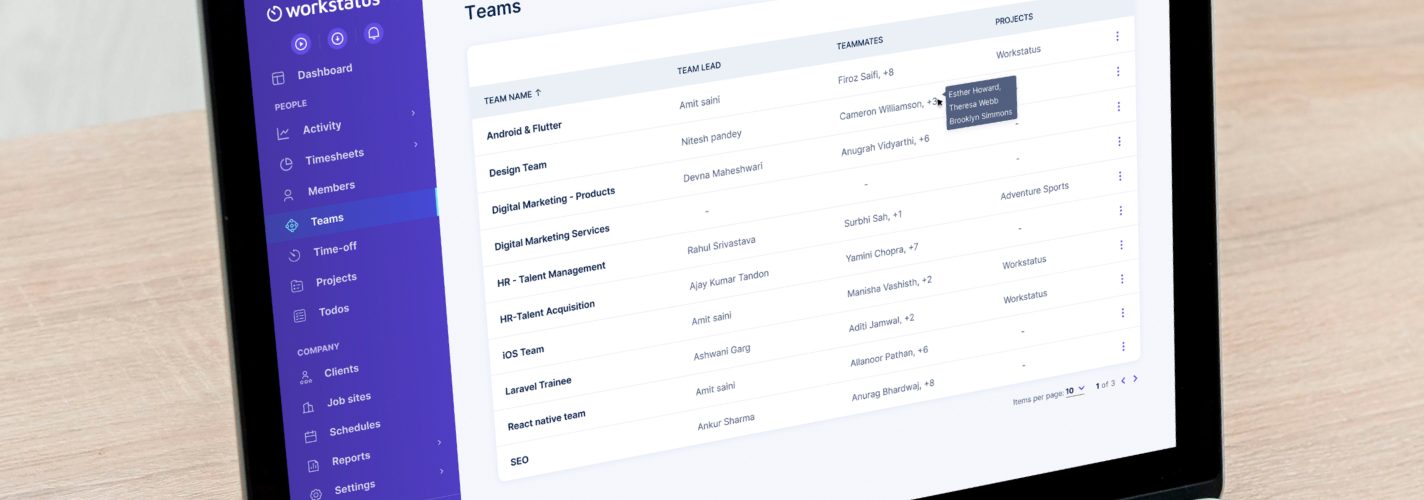 workstatus
Dashboard
PEOPLE
Activity
Timesheets
Members
Teams
Time-off
Projects
Todos
COMPANY
Clients
Job sites
Schedules
Reports
Settings
Teams
TEAM NAME ↑ TEAM LEAD TEAMMATES PROJECTS
Android & Flutter Amit saini Firoz Saifi, +8 Workstatus
Design Team Nitesh pandey Cameron Williamson, +3
Esther Howard,
Theresa Webb
Brooklyn Simmons
Digital Marketing - Products Devna Maheshwari Anugrah Vidyarthi, +6 -
Digital Marketing Services - - -
HR - Talent Management Rahul Srivastava Surbhi Sah, +1 Adventure Sports
HR-Talent Acquisition Ajay Kumar Tandon Yamini Chopra, +7 -
iOS Team Amit saini Manisha Vashisth, +2 Workstatus
Laravel Trainee Ashwani Garg Aditi Jamwal, +2 Workstatus
React native team Amit saini Allanoor Pathan, +6 -
SEO Ankur Sharma Anurag Bhardwaj, +8 -
Items per page: 10 1 of 3